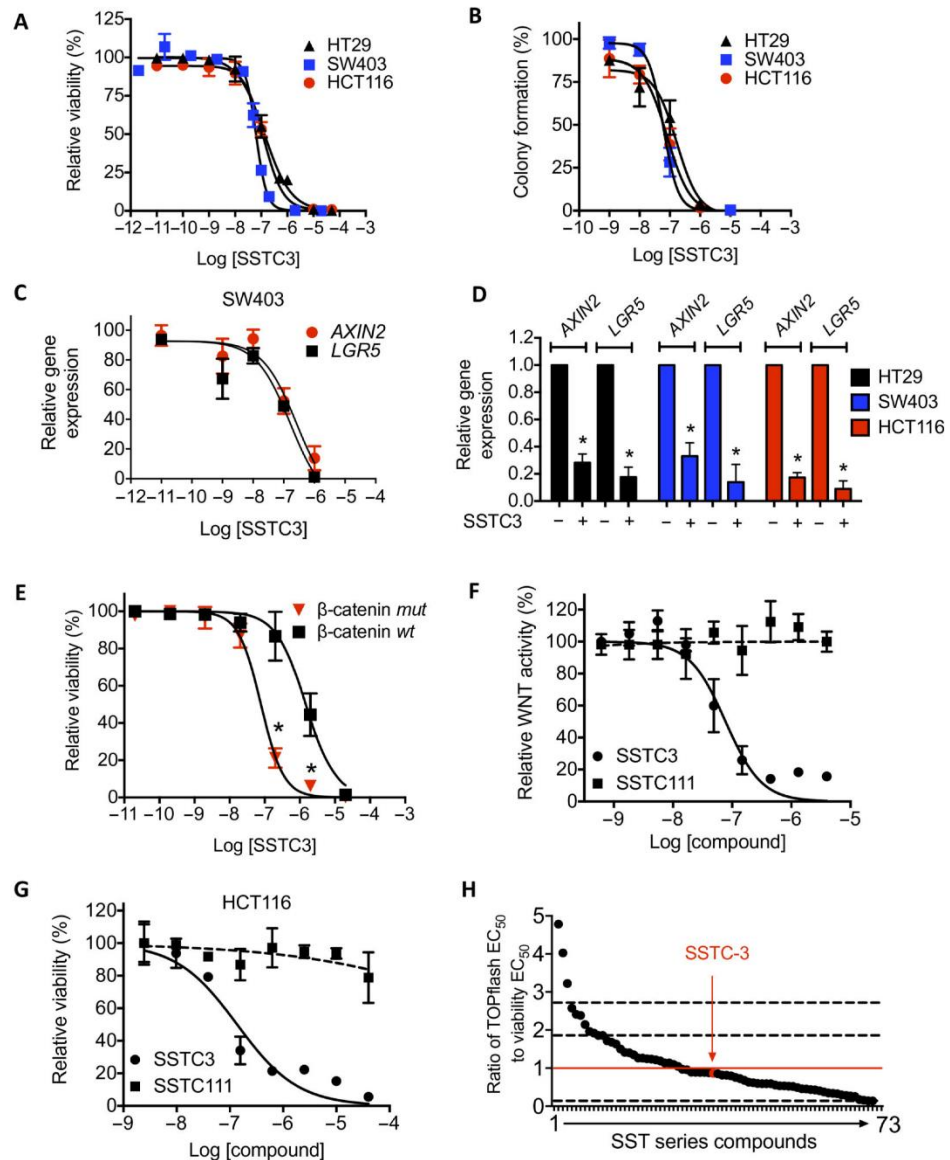 A
Relative viability (%)
125
100
75
50
25
0
HT29
SW403
HCT116
−12 −11 −10 −9 −8 −7 −6 −5 −4 −3
Log [SSTC3]
B
Colony formation (%)
100
75
50
25
0
HT29
SW403
HCT116
−10 −9 −8 −7 −6 −5 −4 −3
Log [SSTC3]
C
SW403
Relative gene
expression
100
80
60
40
20
0
AXIN2
LGR5
−12 −11 −10 −9 −8 −7 −6 −5
Log [SSTC3]
D
AXIN2 LGR5 AXIN2 LGR5 AXIN2 LGR5
Relative gene
expression
1.2
1.0
0.8
0.6
0.4
0.2
0.0
* * * * * *
HT29
SW403
HCT116
SSTC3 − + − + − + − + − + − +
E
Relative viability (%)
100
80
60
40
20
0
β-catenin mut
β-catenin wt
*
*
−11 −10 −9 −8 −7 −6 −5 −4 −3
Log [SSTC3]
F
Relative WNT activity (%)
120
100
80
60
40
20
0
SSTC3
SSTC111
−9 −8 −7 −6 −5
Log [compound]
G
HCT116
Relative viability (%)
120
100
80
60
40
20
0
SSTC3
SSTC111
−9 −8 −7 −6 −5 −4
Log [compound]
H
Ratio of TOPflash EC50
to viability EC50
5
4
3
2
1
0
SSTC-3
1 73
SST series compounds